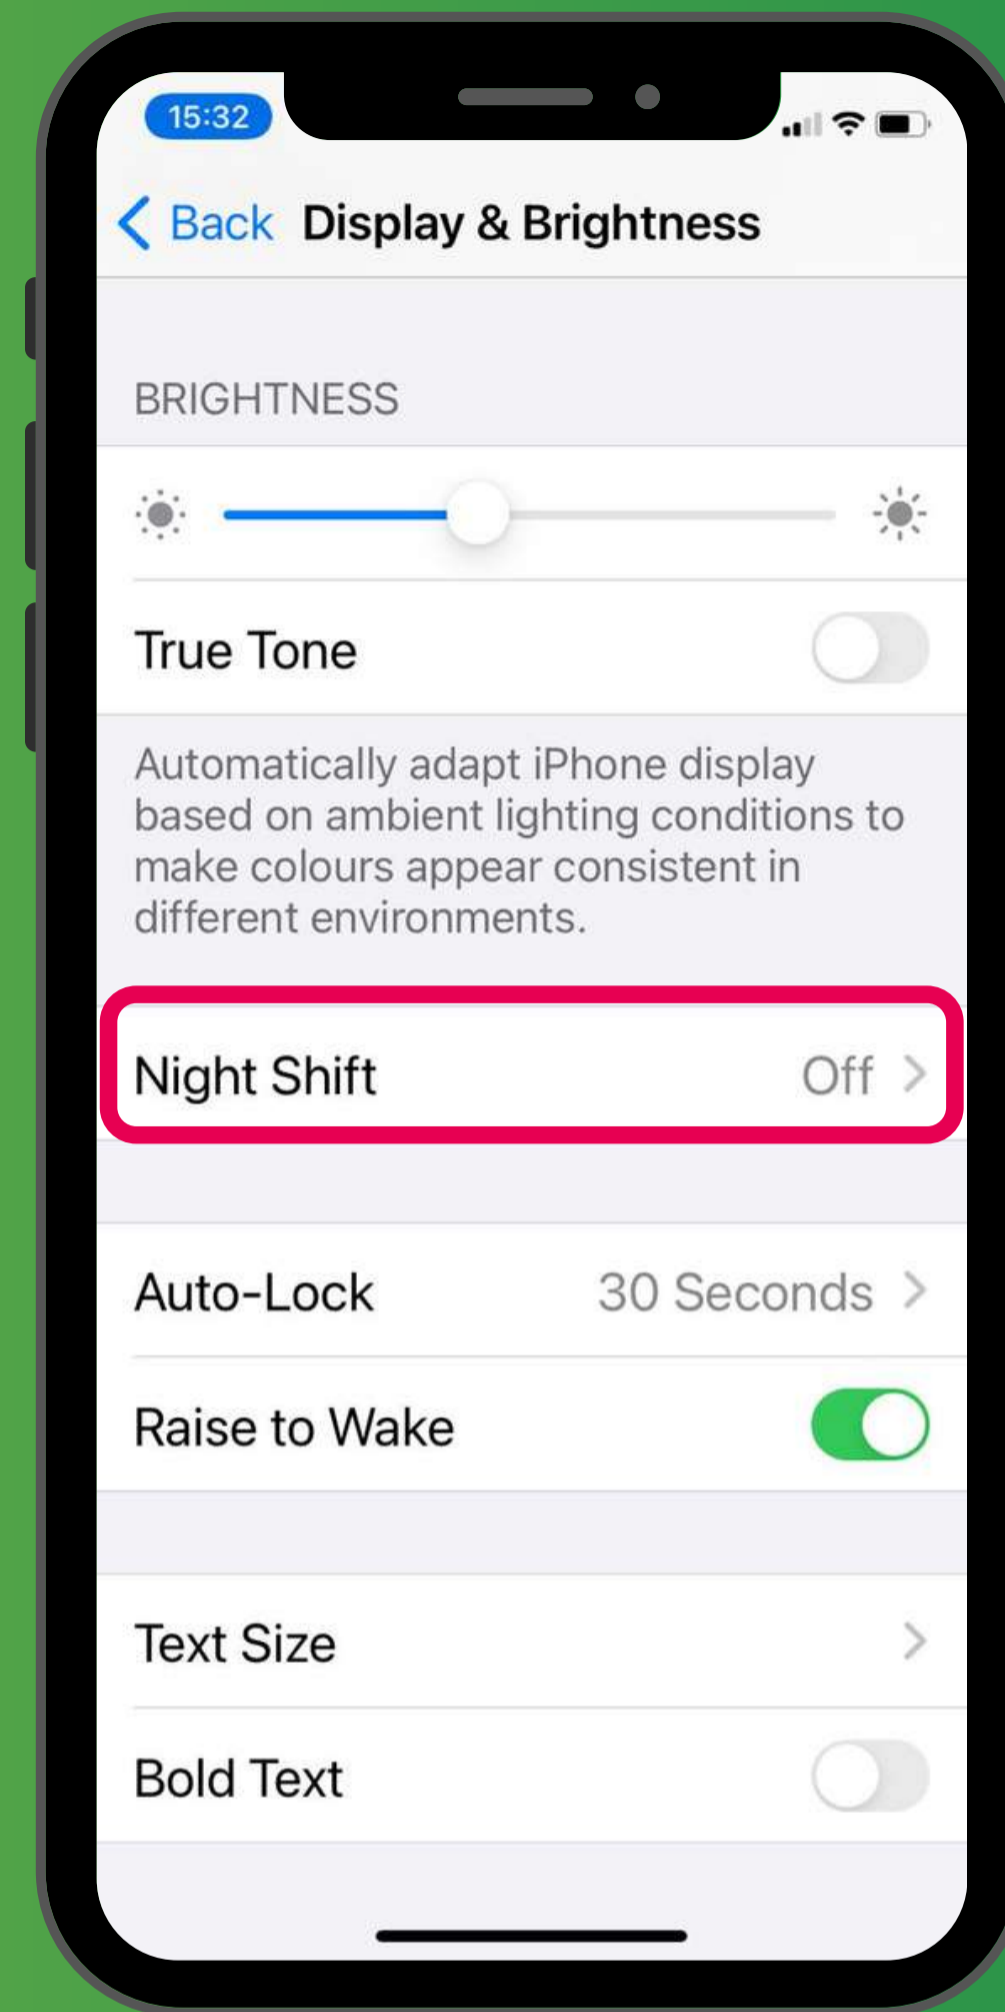 15:32
Back Display & Brightness
BRIGHTNESS
True Tone
Automatically adapt iPhone display
based on ambient lighting conditions to
make colours appear consistent in
different environments.
Night Shift Off
Auto-Lock 30 Seconds
Raise to Wake
Text Size
Bold Text